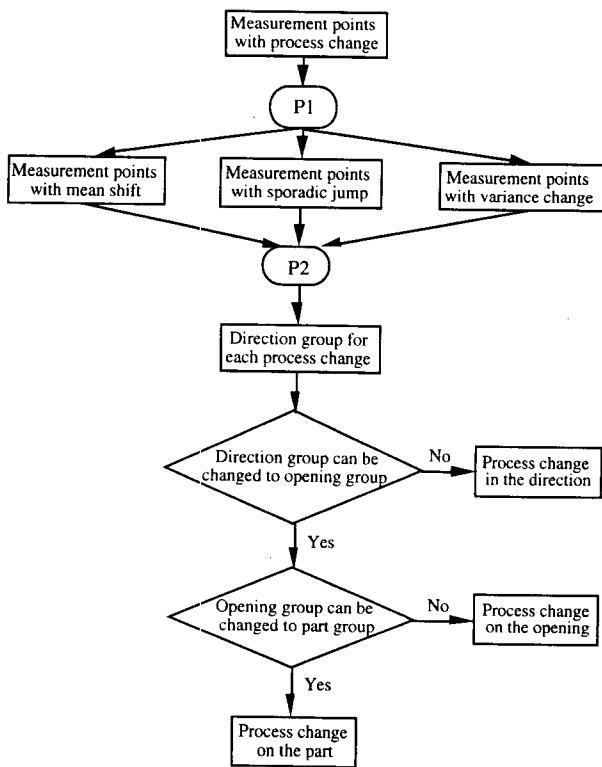 Measurement points
with process change
P1
Measurement points
with mean shift
Measurement points
with sporadic jump
Measurement points
with variance change
P2
Direction group for
each process change
Direction group can be
changed to opening group
No
Process change
in the direction
Yes
Opening group can be
changed to part group
No
Process change
on the opening
Yes
Process change
on the part